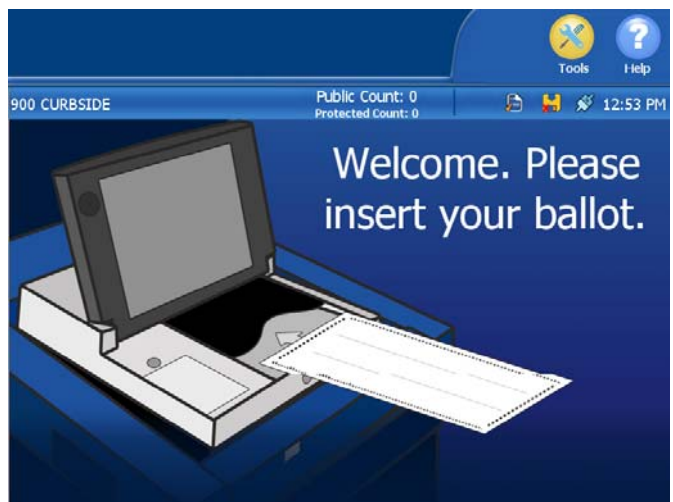 Tools
Help
900 CURBSIDE
Public Count: 0
Protected Count: 0
12:53 PM
Welcome. Please
insert your ballot.